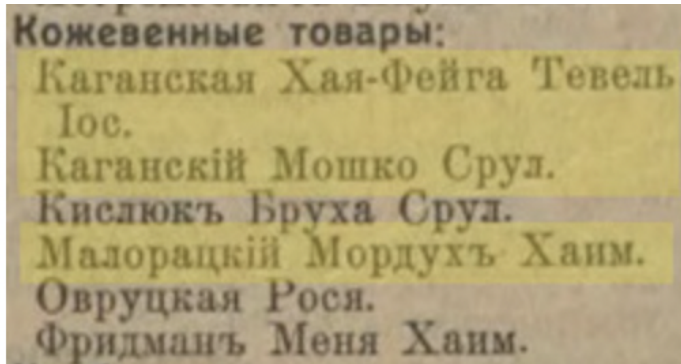 Кожевенные товары:
Каганская Хая-Фейга Тевель
Іос.
Каганскій Мошко Срул.
Кислюкъ Бруха Срул.
Малорацкій Мордухъ Хаим.
Овруцкая Рося.
Фридманъ Меня Хаим.